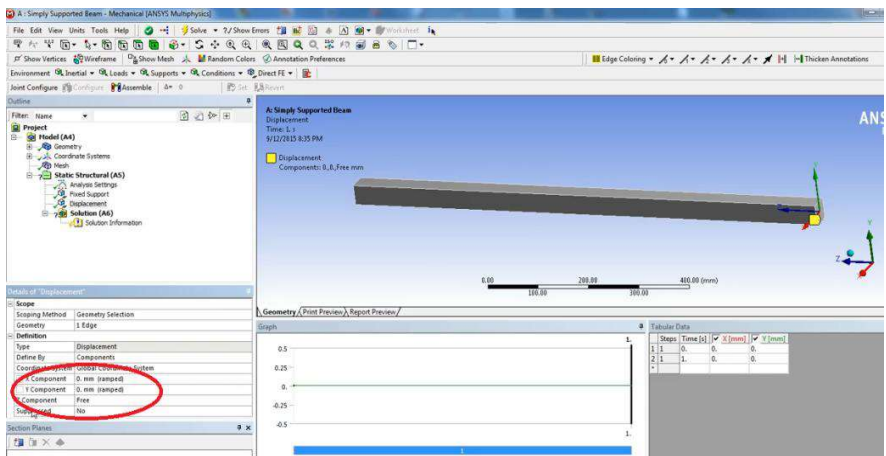 A : Simply Supported Beam - Mechanical [ANSYS Multiphysics]
File Edit View Units Tools Help Solve ?/ Show Errors Worksheet
Show Vertices Wireframe Show Mesh Random Colors Annotation Preferences Edge Coloring Thicken Annotations
Environment Inertial Loads Supports Conditions Direct FE
Joint Configure Configure Assemble Δ= 0 Set Revert
Outline
Filter: Name
Project
Model (A4)
Geometry
Coordinate Systems
Mesh
Static Structural (A5)
Analysis Settings
Fixed Support
Displacement
Solution (A6)
Solution Information
A: Simply Supported Beam
Displacement
Time: 1. s
9/12/2015 8:35 PM
Displacement
Components: 0.,0.,Free mm
ANS
Y
Z
0.00 200.00 400.00 (mm)
100.00 300.00
Geometry Print Preview Report Preview
Details of "Displacement"
Scope
Scoping Method Geometry Selection
Geometry 1 Edge
Definition
Type Displacement
Define By Components
Coordinate System Global Coordinate System
X Component 0. mm (ramped)
Y Component 0. mm (ramped)
Component Free
Suppressed No
Section Planes
Graph
1.
0.5
0.25
0.
-0.25
-0.5
1.
1
Tabular Data
Steps Time [s] X [mm] Y [mm]
1 1 0. 0. 0.
2 1 1. 0. 0.
*